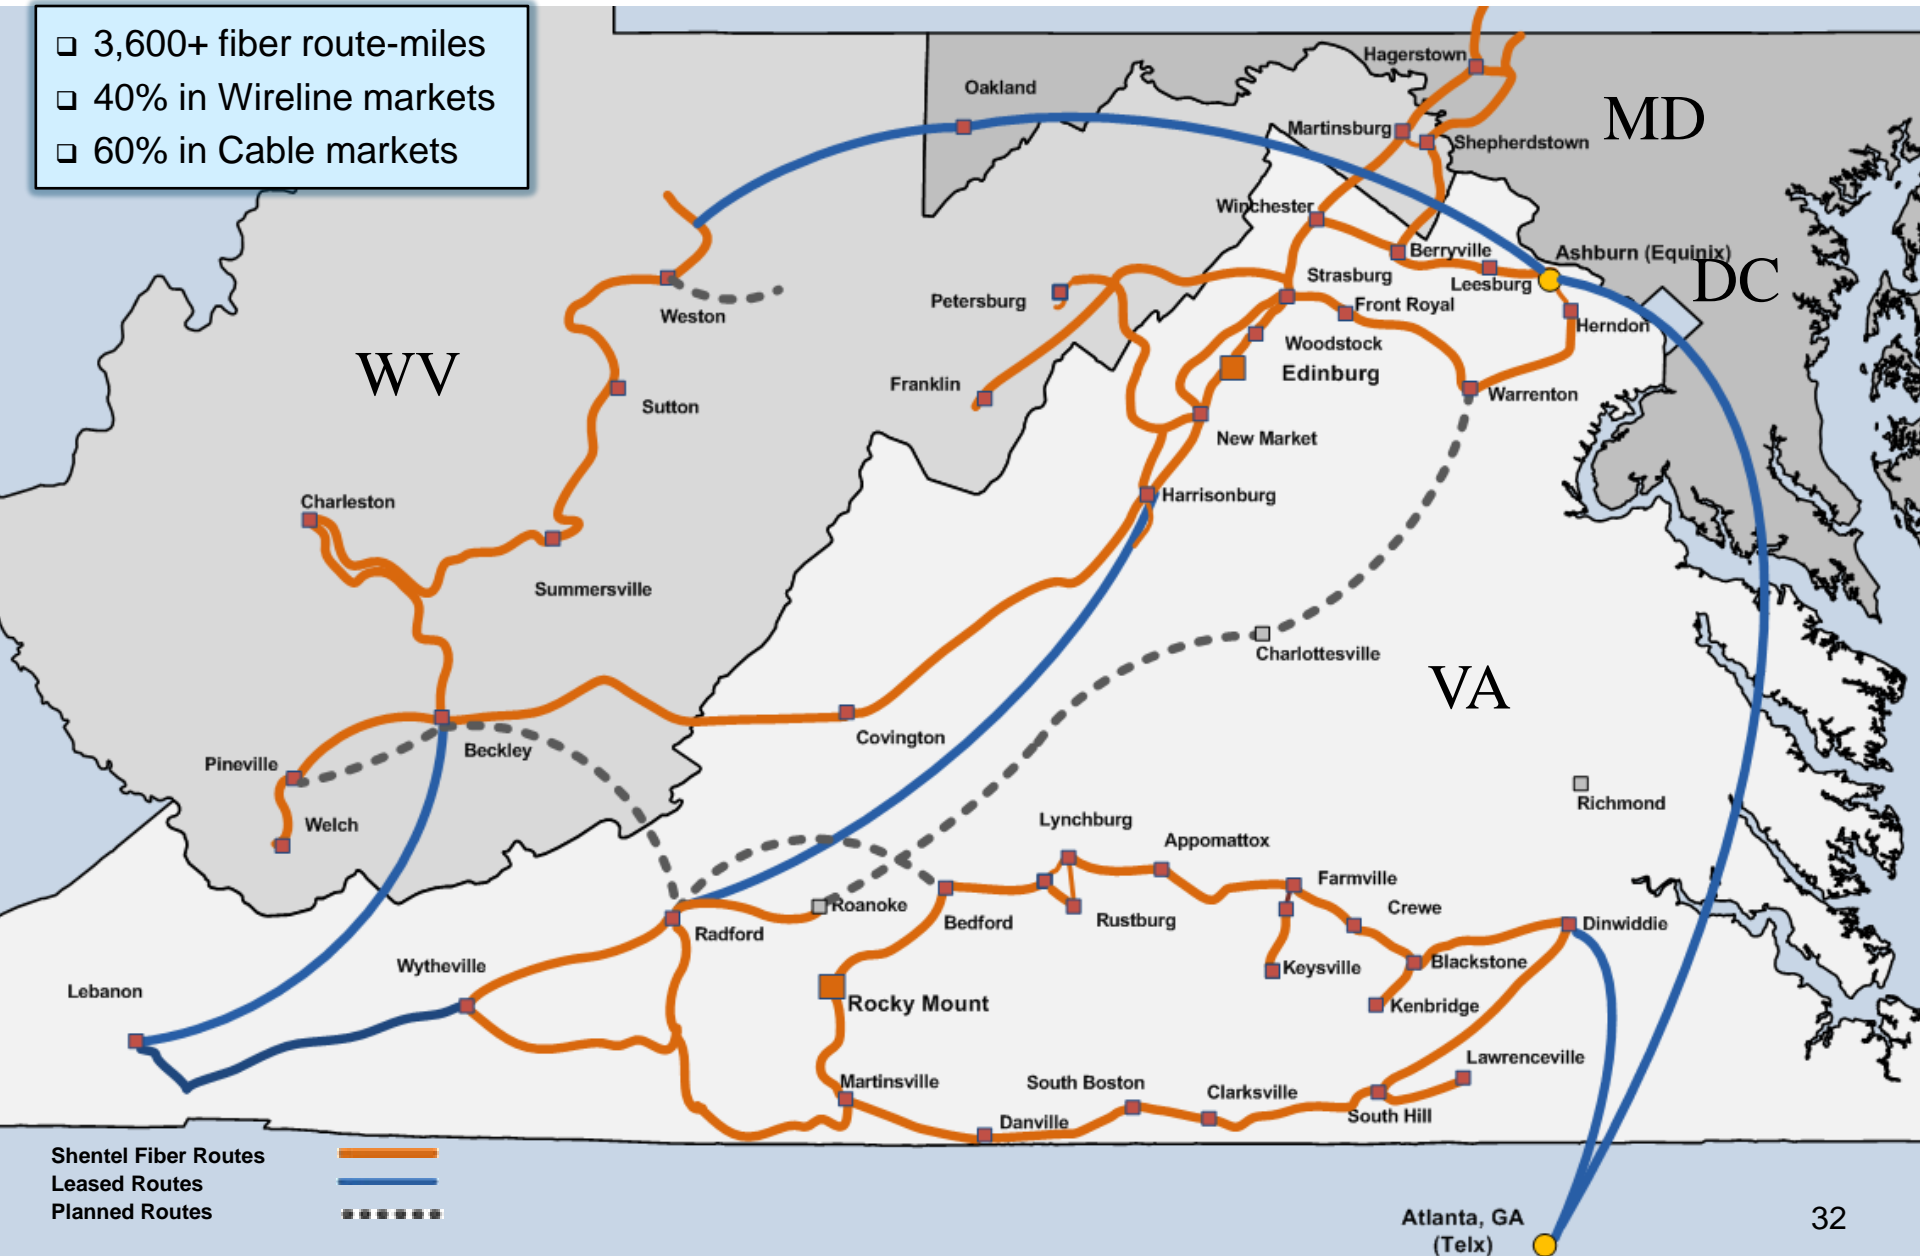 ❑ 3,600+ fiber route-miles
❑ 40% in Wireline markets
❑ 60% in Cable markets
Hagerstown
Oakland
MD
Martinsburg
Shepherdstown
Winchester
Berryville
Ashburn (Equinix)
DC
Strasburg
Leesburg
Petersburg
Front Royal
Weston
Herndon
Woodstock
WV
Edinburg
Franklin
Warrenton
Sutton
New Market
Harrisonburg
Charleston
Summersville
Charlottesville
VA
Covington
Beckley
Pineville
Richmond
Lynchburg
Welch
Appomattox
Farmville
Roanoke
Crewe
Bedford
Rustburg
Dinwiddie
Radford
Blackstone
Wytheville
Keysville
Lebanon
Rocky Mount
Kenbridge
Lawrenceville
Martinsville
South Boston
Clarksville
South Hill
Danville
Shentel Fiber Routes
Leased Routes
Planned Routes
Atlanta, GA
(Telx)
32